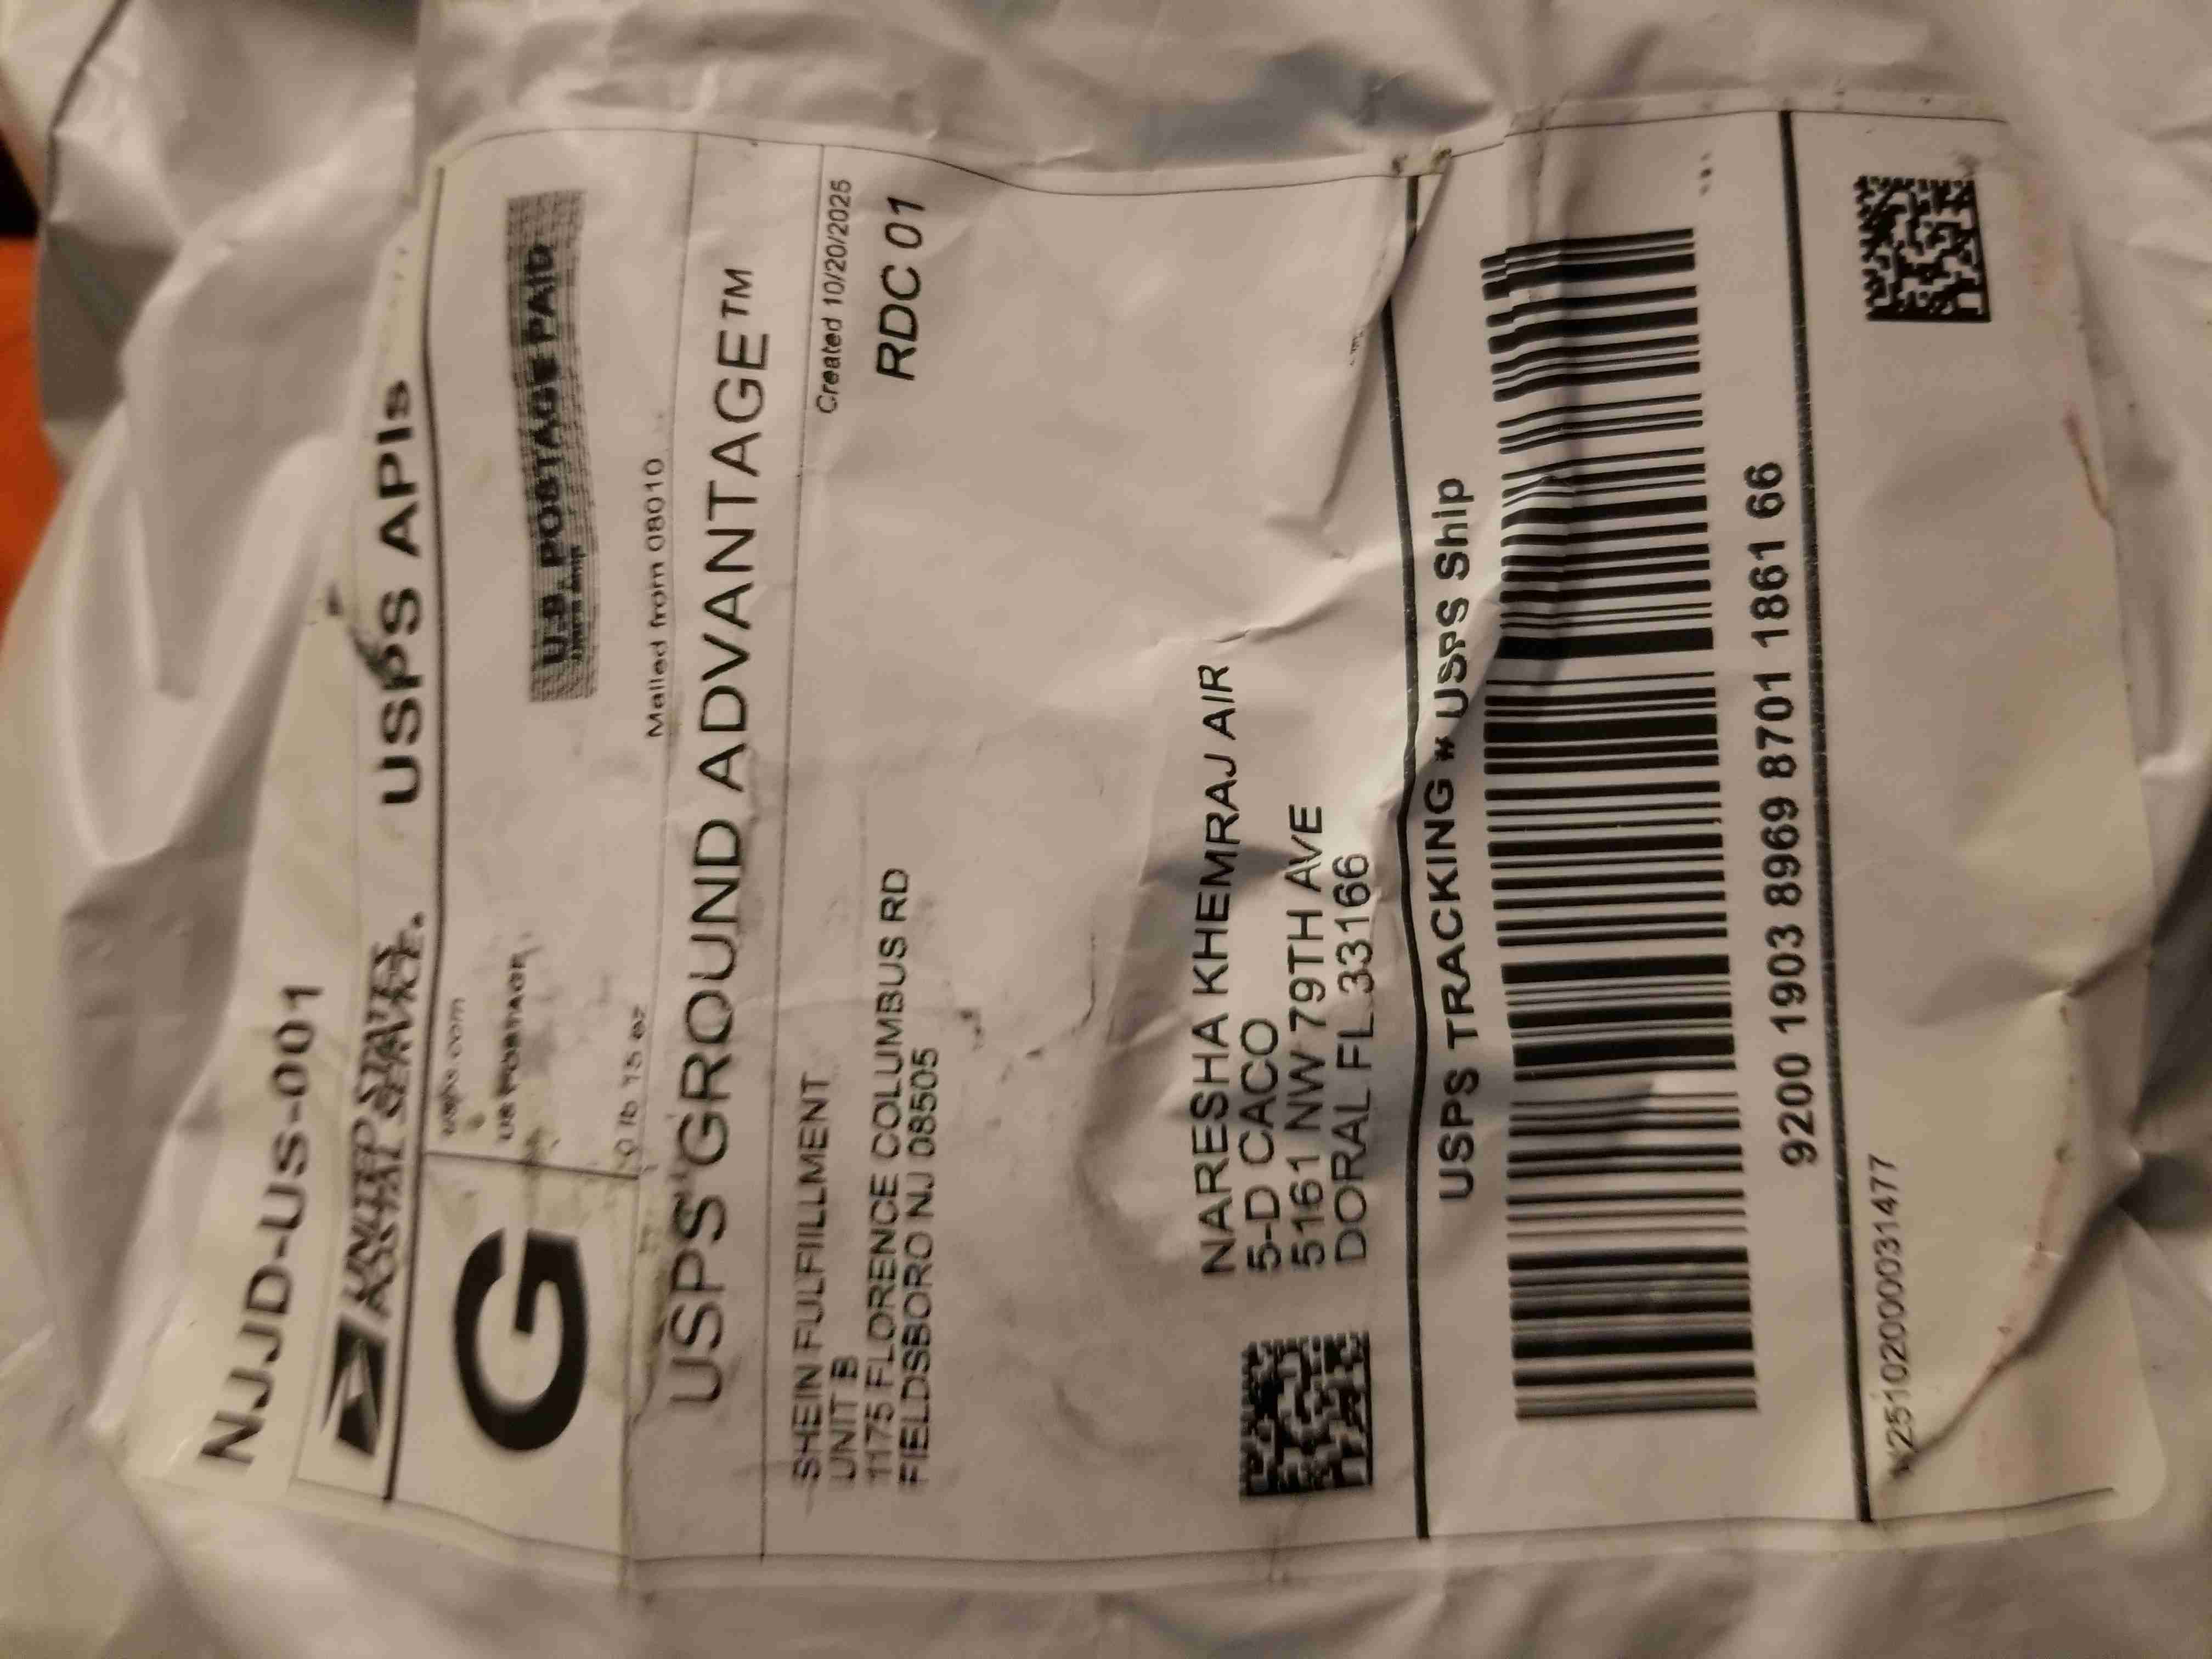 NJJD-US-001
UNITED STATES
POSTAL SERVICE.
USPS APIs
G
usps.com
US POSTAGE
U.S. POSTAGE PAID
0 lb 15 oz
Mailed from 08010
USPS GROUND ADVANTAGE™
SHEIN FULFIILLMENT
UNIT B
1175 FLORENCE COLUMBUS RD
FIELDSBORO NJ 08505
Created 10/20/2025
RDC 01
NARESHA KHEMRAJ AIR
5-D CACO
5161 NW 79TH AVE
DORAL FL 33166
USPS TRACKING # USPS Ship
9200 1903 8969 8701 1861 66